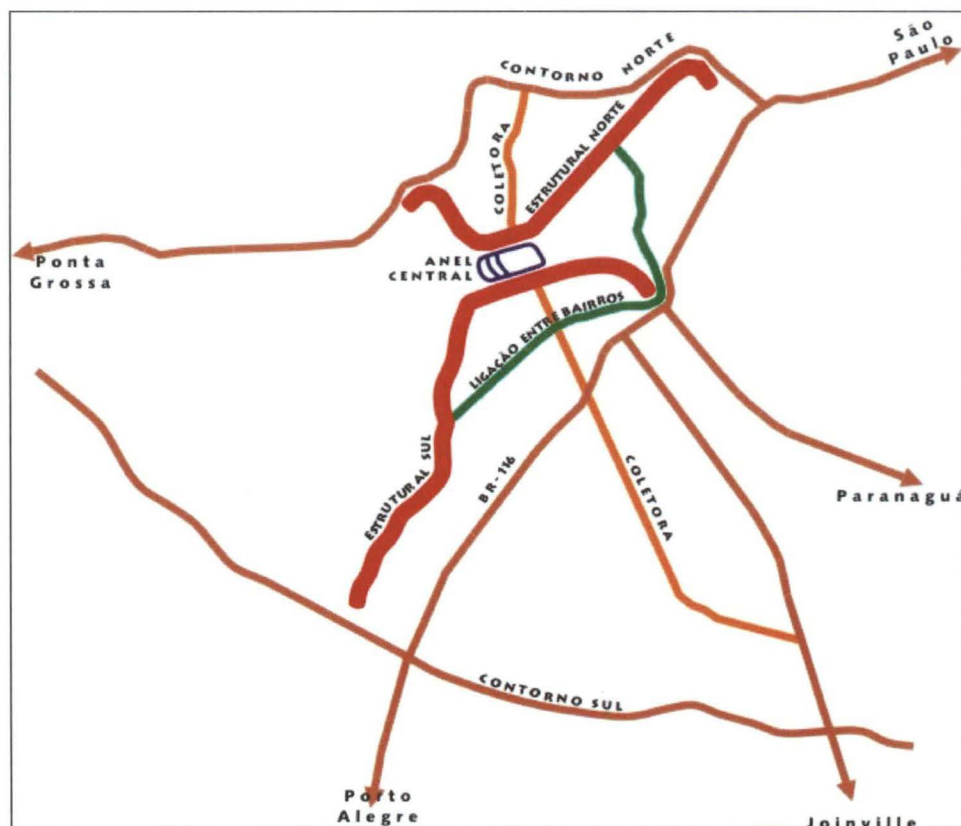 São
Paulo
CONTORNO NORTE
COLETORA
ESTRUTURAL NORTE
ANEL
CENTRAL
Ponta
Grossa
LIGAÇÃO ENTRE BAIRROS
ESTRUTURAL SUL
BR-116
COLETORA
Paranaguá
CONTORNO SUL
Porto
Alegre
Joinville